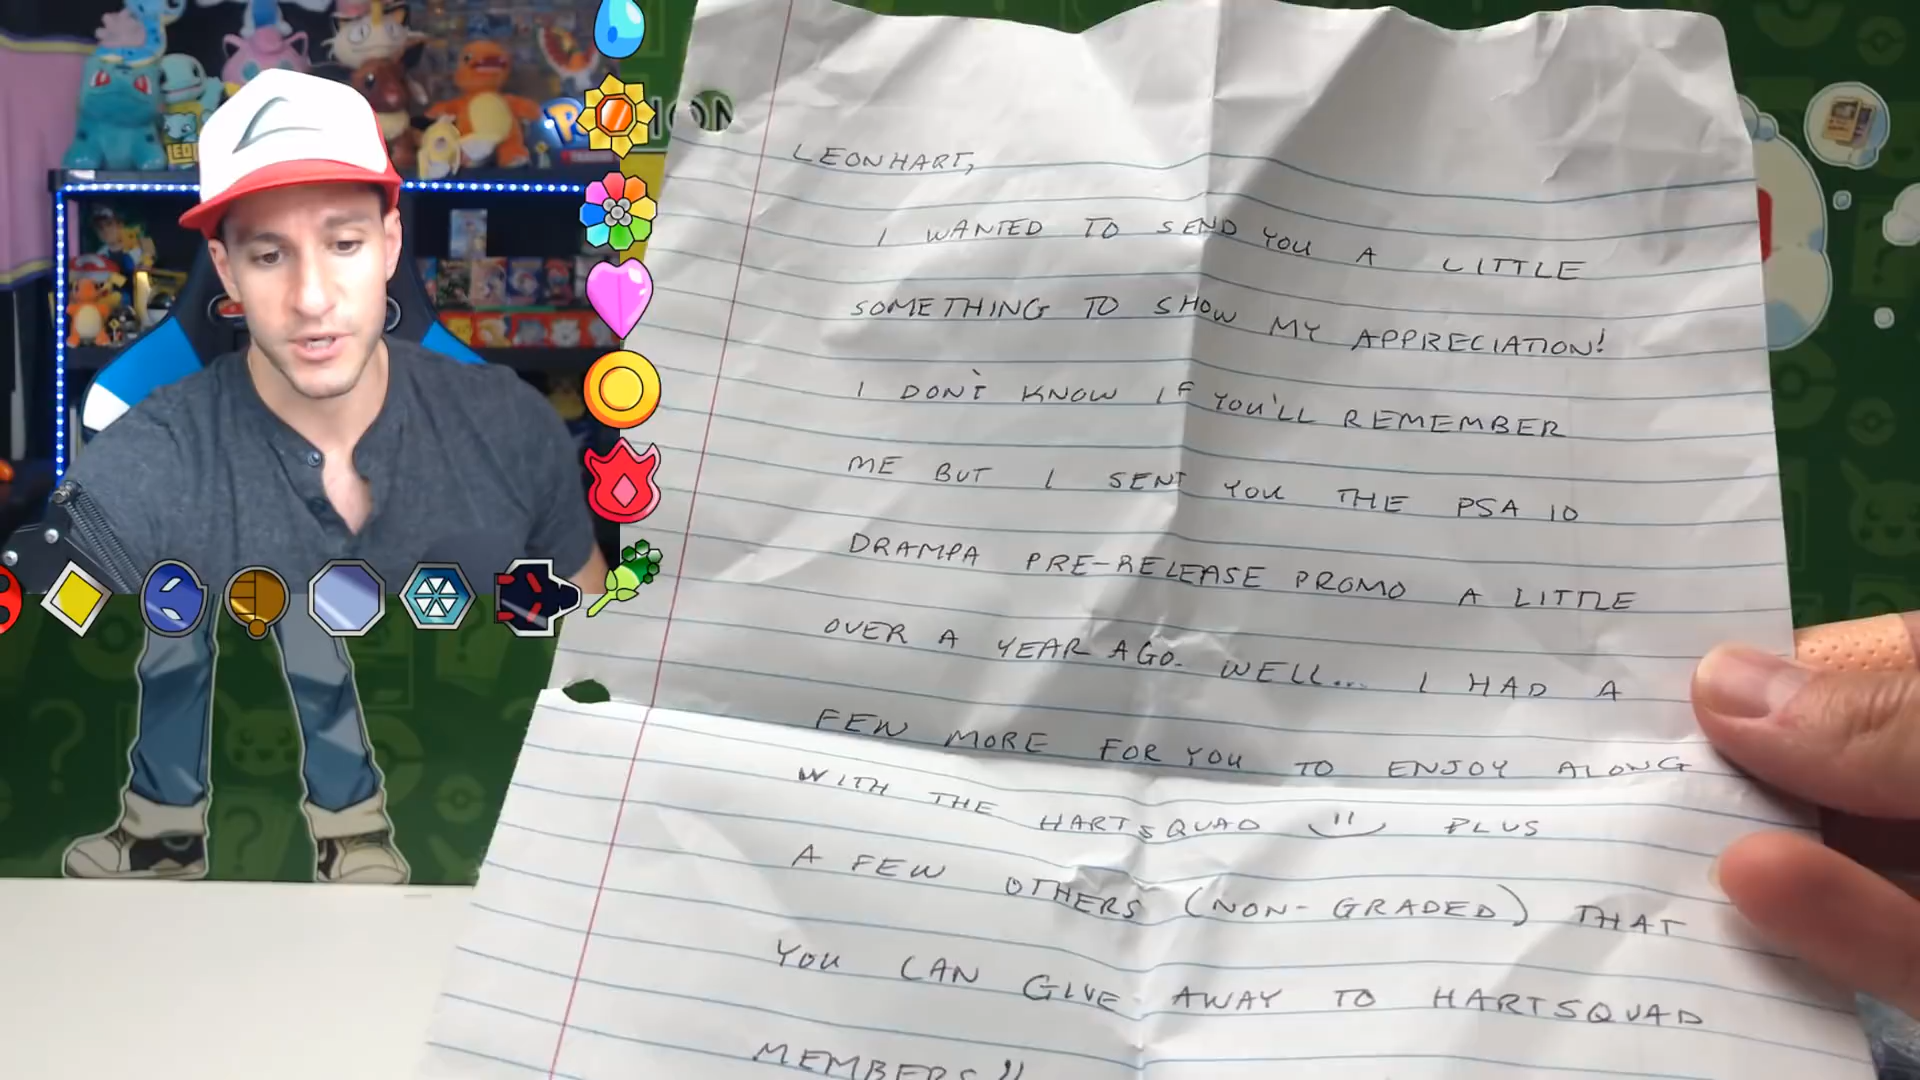 LEONHART,
I WANTED TO SEND YOU A LITTLE
SOMETHING TO SHOW MY APPRECIATION!
I DON'T KNOW IF YOU'LL REMEMBER
ME BUT I SENT YOU THE PSA 10
DRAMPA PRE-RELEASE PROMO A LITTLE
OVER A YEAR AGO. WELL... I HAD A
FEW MORE FOR YOU TO ENJOY ALONG
WITH THE HARTSQUAD PLUS
A FEW OTHERS (NON-GRADED) THAT
YOU CAN GIVE AWAY TO HARTSQUAD
MEMBERS!!